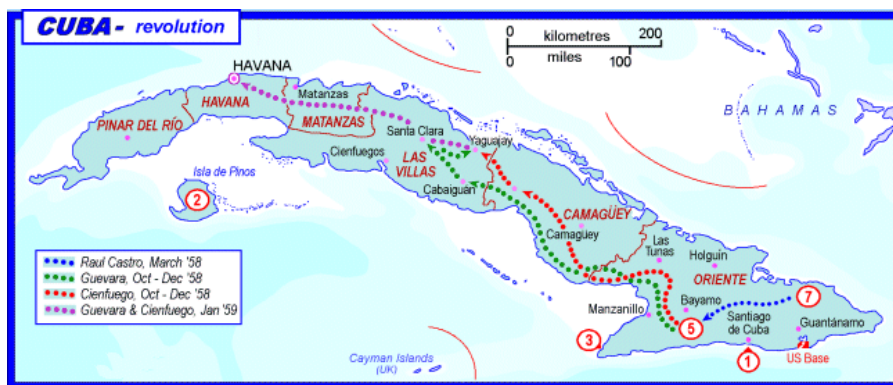 CUBA - revolution
kilometres
0 200
miles 100
HAVANA
Matanzas
HAVANA
MATANZAS
PINAR DEL RÍO
Santa Clara
Yaguajay
Cienfuegos
LAS
VILLAS
Cabaiguán
Isla de Pinos
2
BAHAMAS
CAMAGÜEY
Camagüey
Las
Tunas
Holguín
ORIENTE
Raul Castro, March '58
Guevara, Oct - Dec '58
Cienfuego, Oct - Dec '58
Guevara & Cienfuego, Jan '59
Manzanillo
Bayamo
7
5
Santiago
de Cuba
Guantánamo
3
1
US Base
Cayman Islands
(UK)